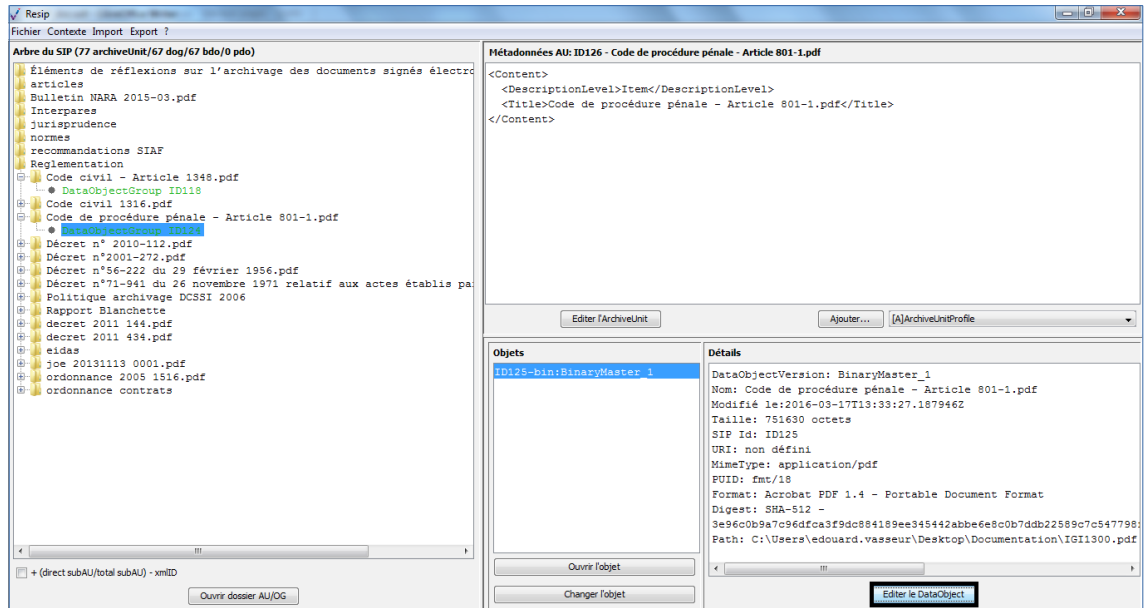 Resip
Fichier Contexte Import Export ?
Arbre du SIP (77 archiveUnit/67 dog/67 bdo/0 pdo)
Éléments de réflexions sur l'archivage des documents signés électro
articles
Bulletin NARA 2015-03.pdf
Interpares
jurisprudence
normes
recommandations SIAF
Reglementation
Code civil - Article 1348.pdf
DataObjectGroup ID118
Code civil 1316.pdf
Code de procédure pénale - Article 801-1.pdf
DataObjectGroup ID124
Décret n° 2010-112.pdf
Décret n°2001-272.pdf
Décret n°56-222 du 29 février 1956.pdf
Décret n°71-941 du 26 novembre 1971 relatif aux actes établis pa
Politique archivage DCSSI 2006
Rapport Blanchette
decret 2011 144.pdf
decret 2011 434.pdf
eidas
joe 20131113 0001.pdf
ordonnance 2005 1516.pdf
ordonnance contrats
+ (direct subAU/total subAU) - xmlID
Ouvrir dossier AU/OG
Métadonnées AU: ID126 - Code de procédure pénale - Article 801-1.pdf
<Content>
<DescriptionLevel>Item</DescriptionLevel>
<Title>Code de procédure pénale - Article 801-1.pdf</Title>
</Content>
Editer l'ArchiveUnit
Ajouter...
[A]ArchiveUnitProfile
Objets
ID125-bin:BinaryMaster_1
Ouvrir l'objet
Changer l'objet
Détails
DataObjectVersion: BinaryMaster_1
Nom: Code de procédure pénale - Article 801-1.pdf
Modifié le:2016-03-17T13:33:27.187946Z
Taille: 751630 octets
SIP Id: ID125
URI: non défini
MimeType: application/pdf
PUID: fmt/18
Format: Acrobat PDF 1.4 - Portable Document Format
Digest: SHA-512 -
3e96c0b9a7c96dfca3f9dc884189ee345442abbe6e8c0b7ddb22589c7c547798
Path: C:\Users\edouard.vasseur\Desktop\Documentation\IGI1300.pdf
Editer le DataObject